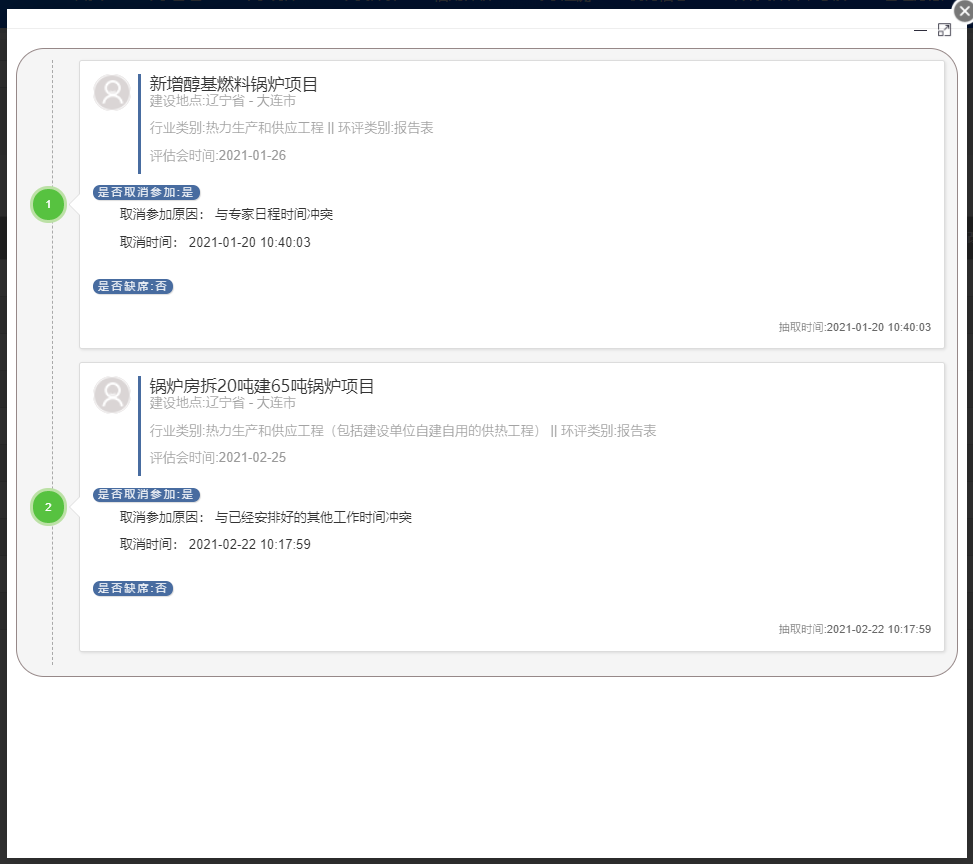 新增醇基燃料锅炉项目
建设地点:辽宁省 - 大连市
行业类别:热力生产和供应工程 || 环评类别:报告表
评估会时间:2021-01-26
1
是否取消参加:是
取消参加原因： 与专家日程时间冲突
取消时间： 2021-01-20 10:40:03
是否缺席:否
抽取时间:2021-01-20 10:40:03
锅炉房拆20吨建65吨锅炉项目
建设地点:辽宁省 - 大连市
行业类别:热力生产和供应工程（包括建设单位自建自用的供热工程） || 环评类别:报告表
评估会时间:2021-02-25
2
是否取消参加:是
取消参加原因： 与已经安排好的其他工作时间冲突
取消时间： 2021-02-22 10:17:59
是否缺席:否
抽取时间:2021-02-22 10:17:59